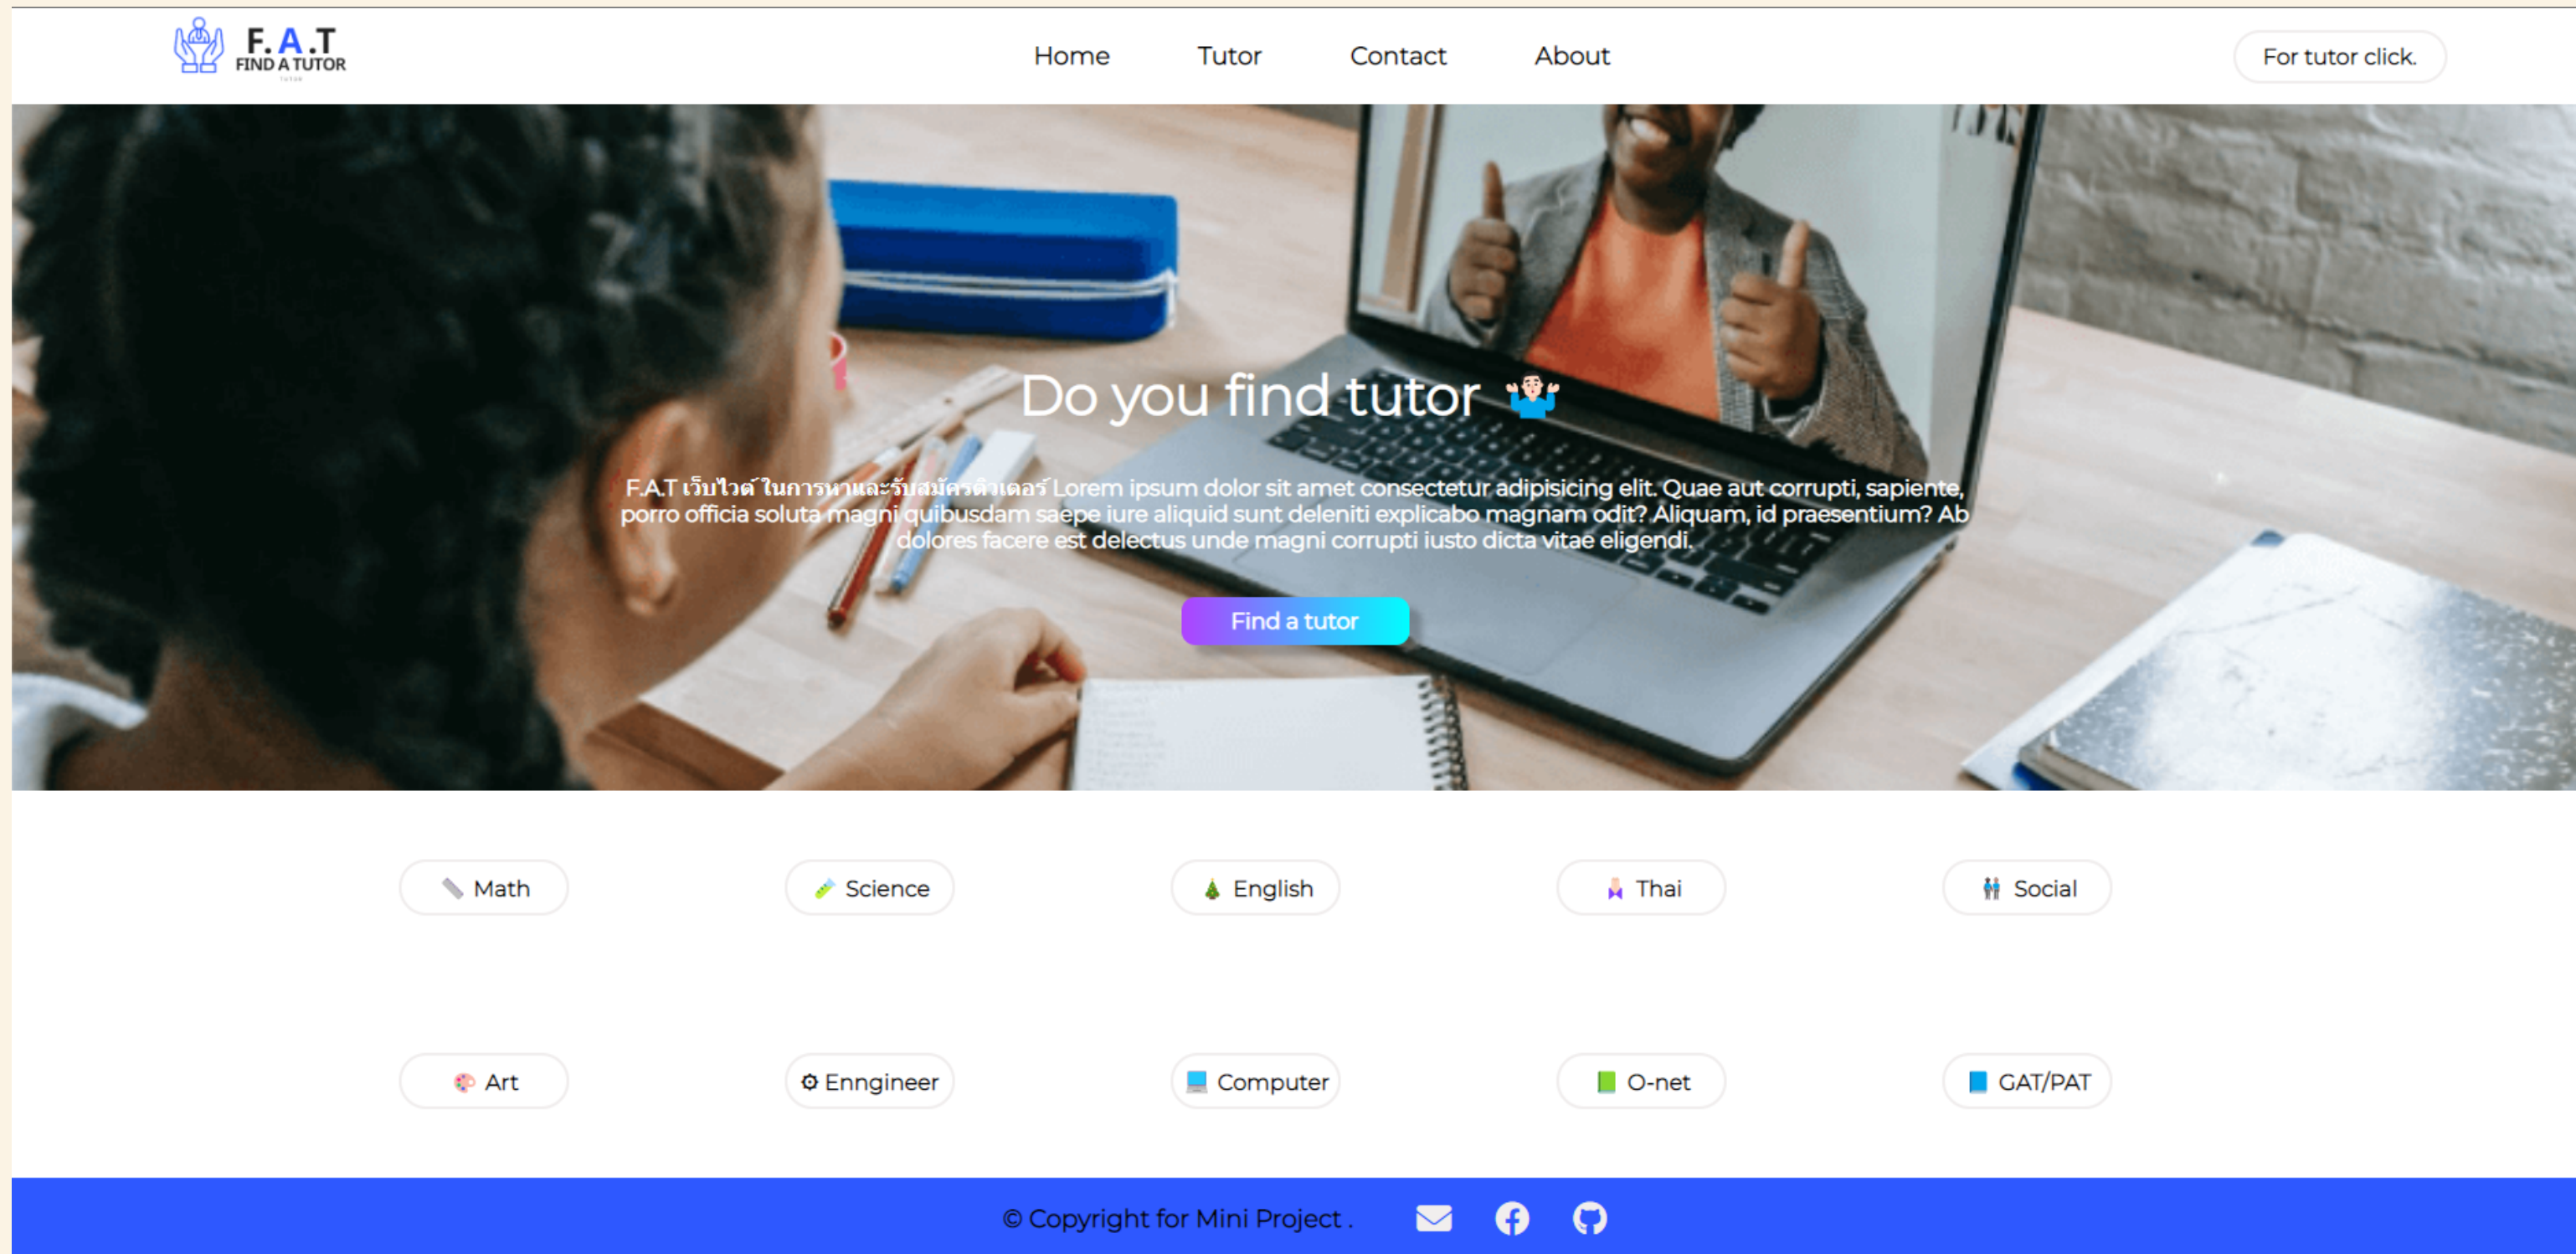 F.A.T
FIND A TUTOR
Tutor
Home
Tutor
Contact
About
For tutor click.
Do you find tutor
F.A.T เว็บไวต์ ในการหาและรับสมัครติวเตอร์ Lorem ipsum dolor sit amet consectetur adipisicing elit. Quae aut corrupti, sapiente,
porro officia soluta magni quibusdam saepe iure aliquid sunt deleniti explicabo magnam odit? Aliquam, id praesentium? Ab
dolores facere est delectus unde magni corrupti iusto dicta vitae eligendi.
Find a tutor
Math
Science
English
Thai
Social
Art
Enngineer
Computer
O-net
GAT/PAT
© Copyright for Mini Project .